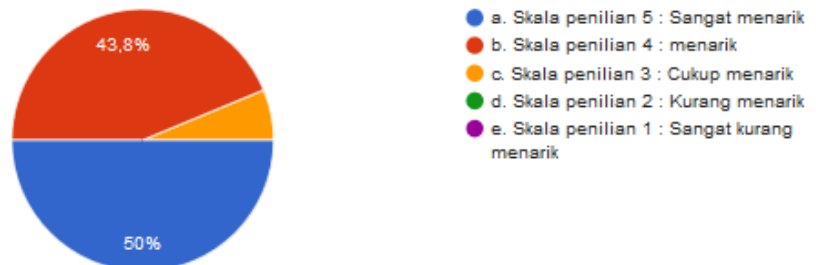 43,8%
50%
a. Skala penilian 5 : Sangat menarik
b. Skala penilian 4 : menarik
c. Skala penilian 3 : Cukup menarik
d. Skala penilian 2 : Kurang menarik
e. Skala penilian 1 : Sangat kurang
menarik